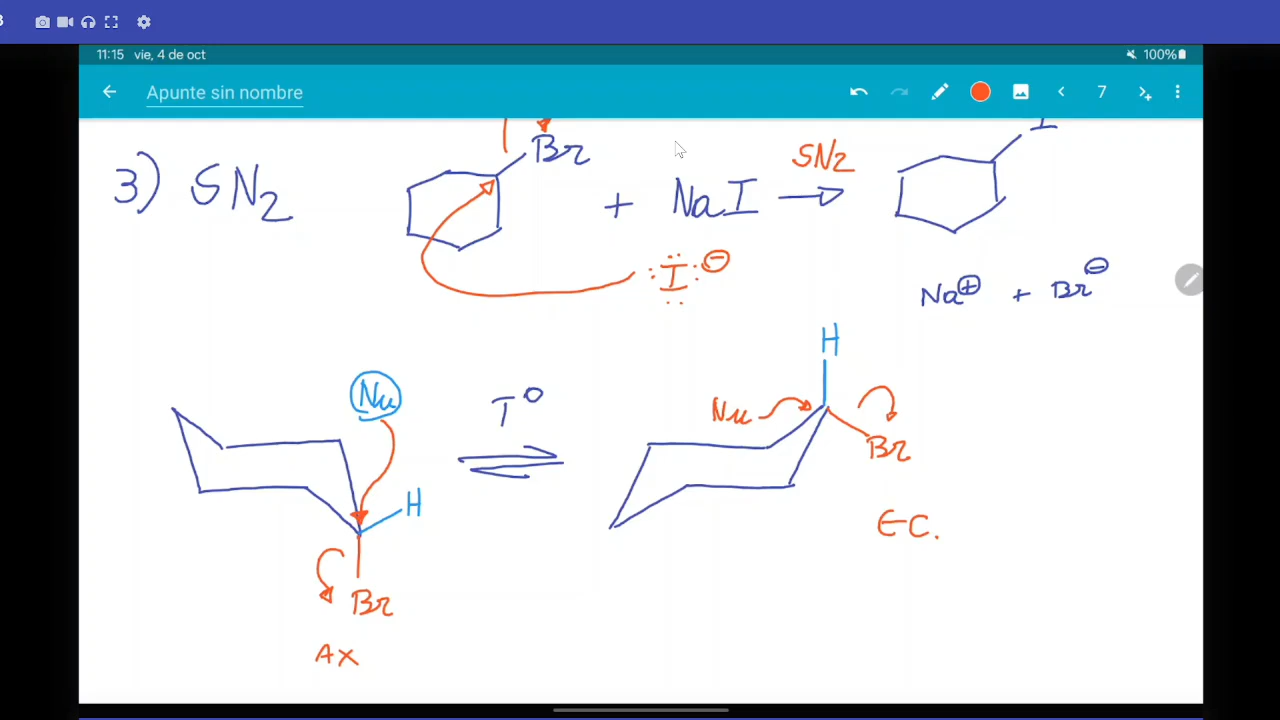 11:15 vie, 4 de oct 100%
Apunte sin nombre 7
3) SN2 Br + NaI SN2 I
I ⊖
Na⊕ + Br⊖
Nu T° H
Nu Br
H
E C.
Br
Ax